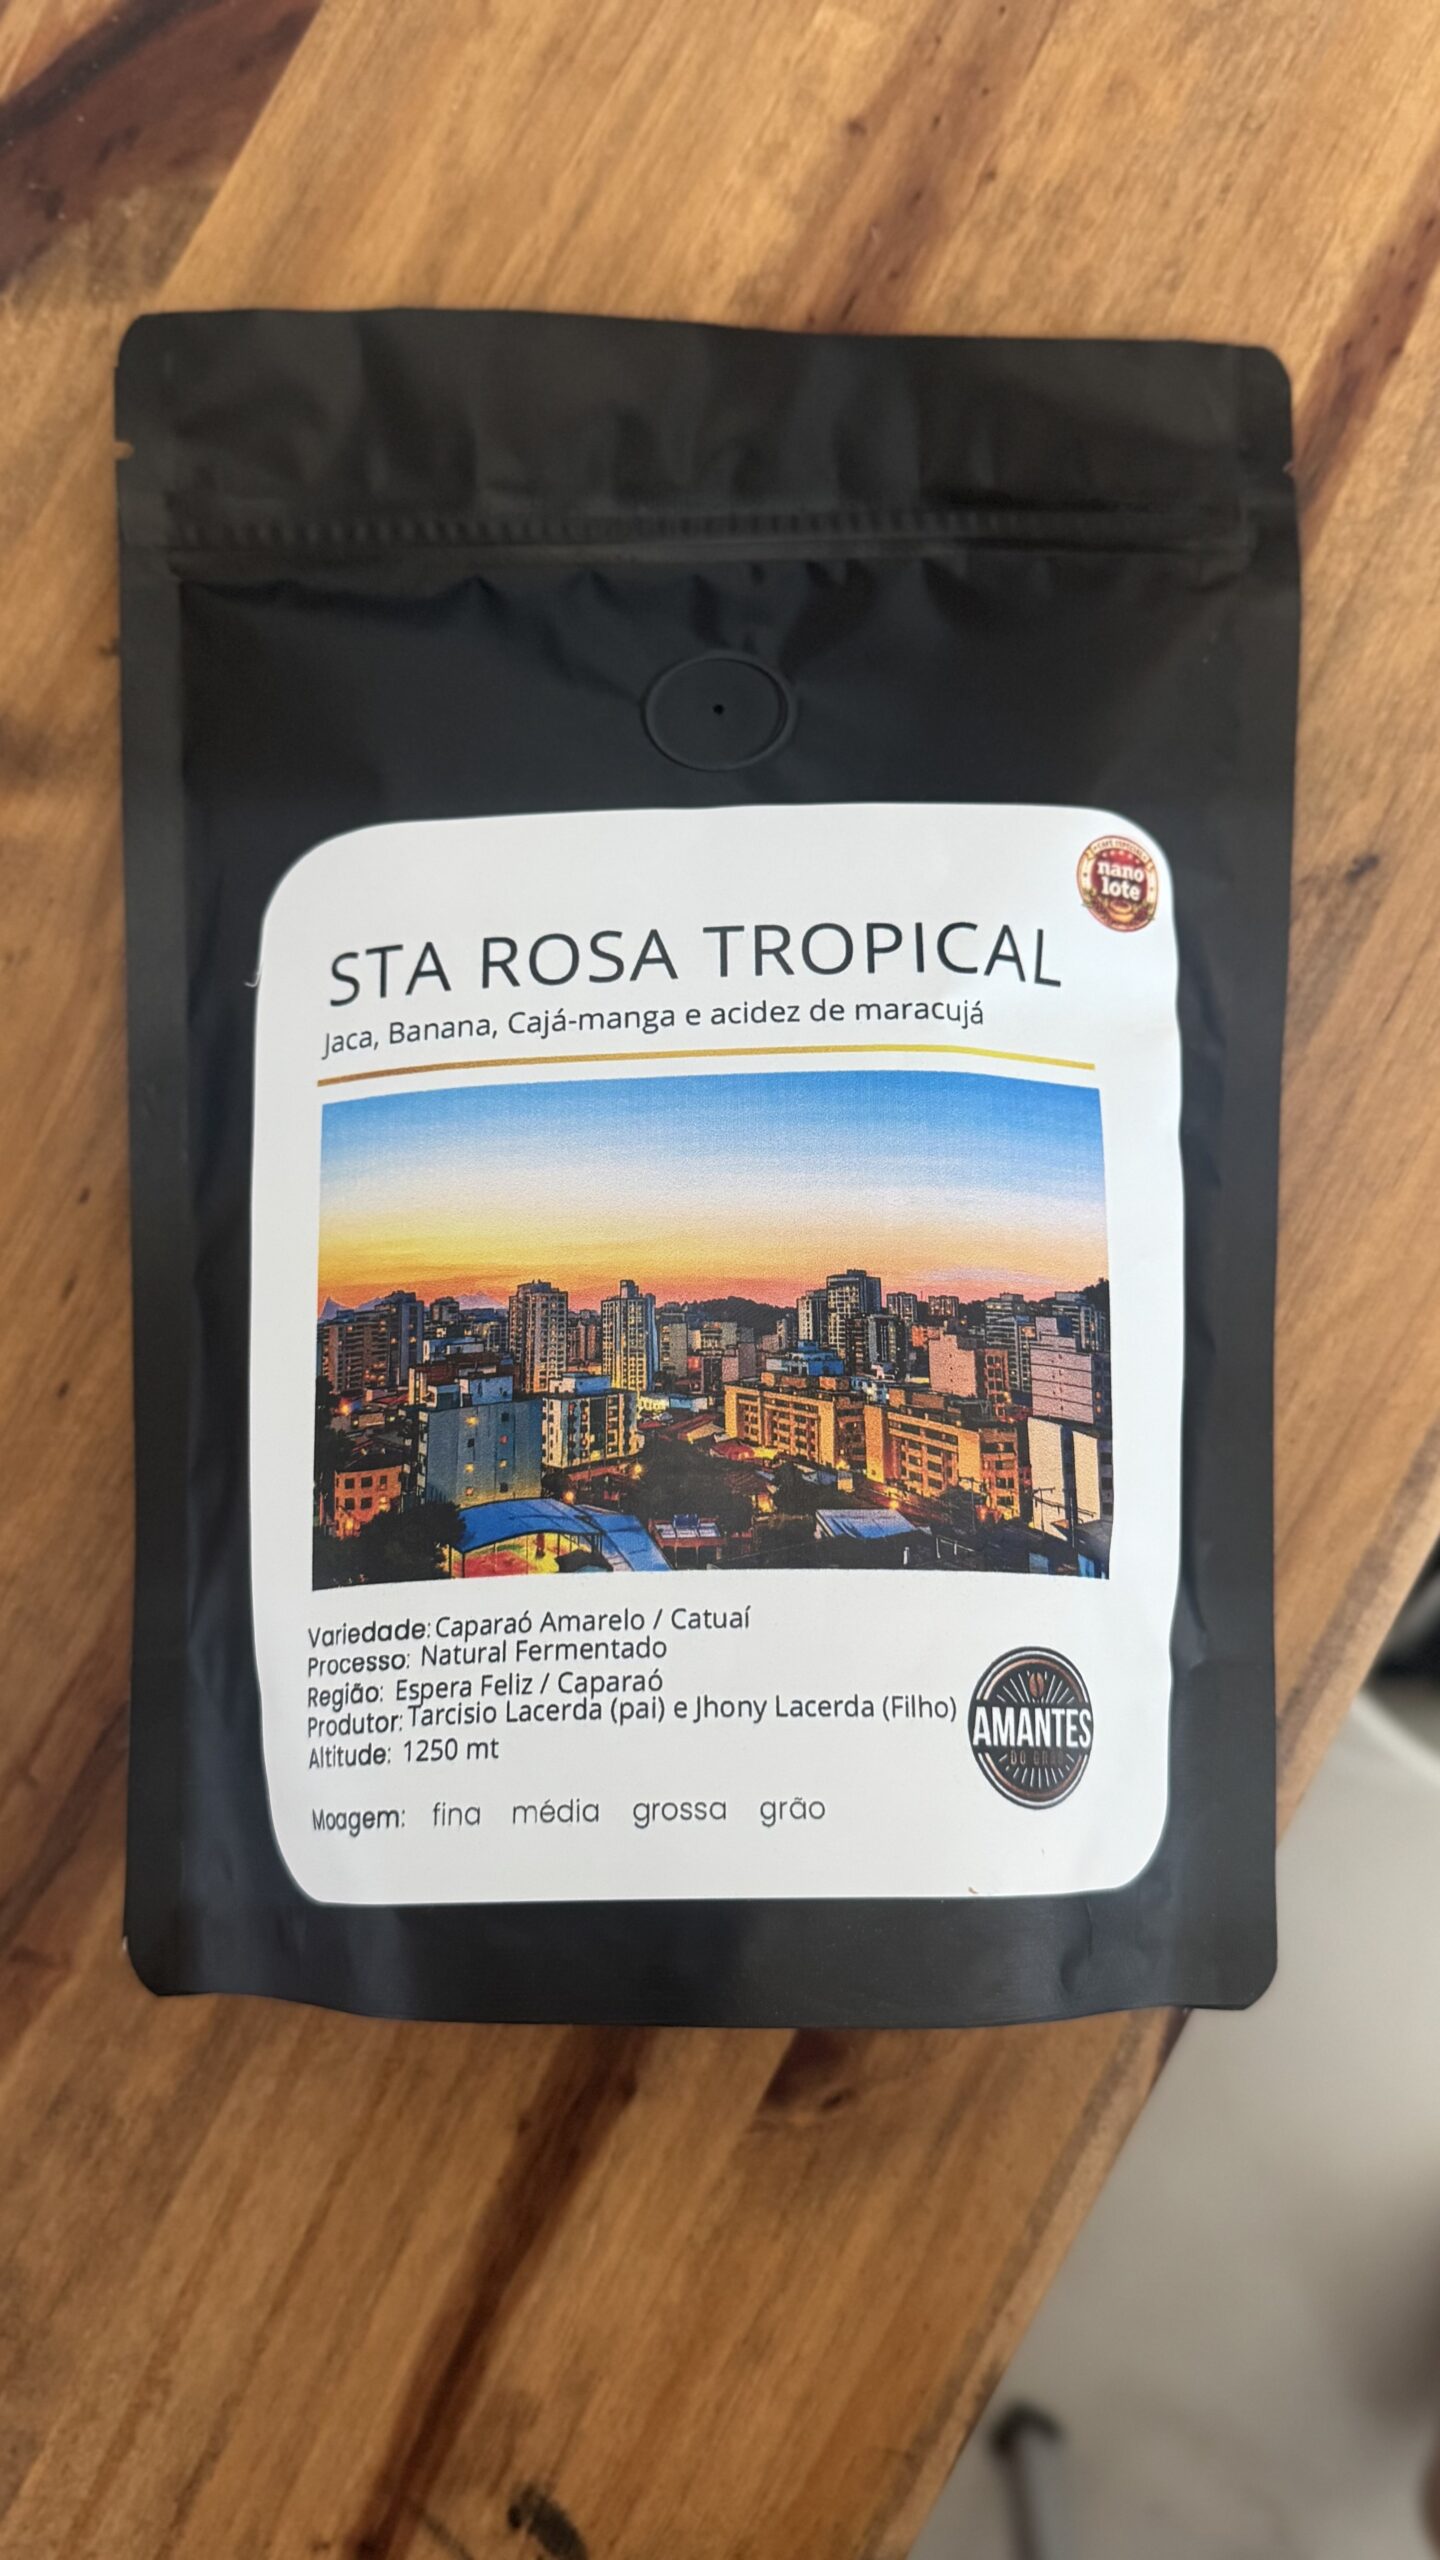 nano
lote
STA ROSA TROPICAL
Jaca, Banana, Cajá-manga e acidez de maracujá
Variedade: Caparaó Amarelo / Catuaí
Processo: Natural Fermentado
Região: Espera Feliz / Caparaó
Produtor: Tarcisio Lacerda (pai) e Jhony Lacerda (Filho)
Altitude: 1250 mt
AMANTES
DO GRÃO
Moagem: fina média grossa grão